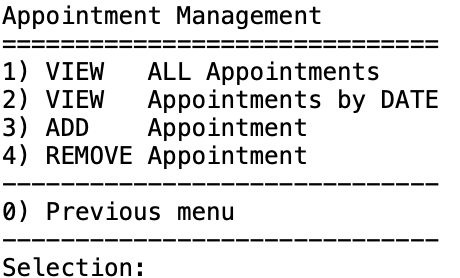 Appointment Management
==============================
1) VIEW   ALL Appointments
2) VIEW   Appointments by DATE
3) ADD    Appointment
4) REMOVE Appointment
------------------------------
0) Previous menu
------------------------------
Selection: